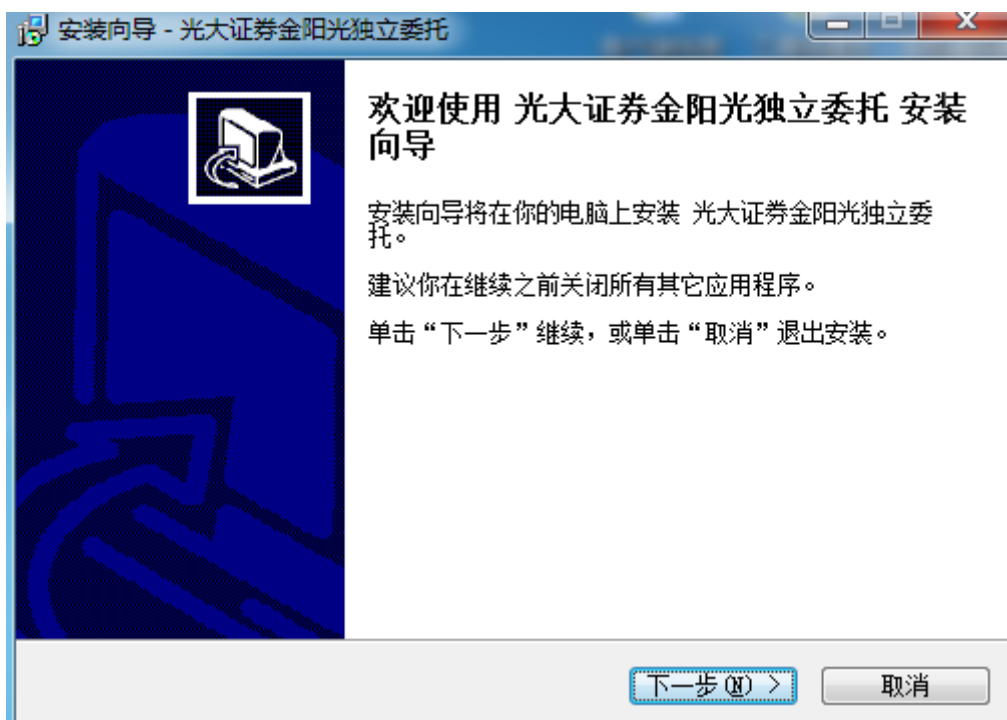 安装向导 - 光大证券金阳光独立委托
欢迎使用 光大证券金阳光独立委托 安装
向导
安装向导将在你的电脑上安装 光大证券金阳光独立委
托。
建议你在继续之前关闭所有其它应用程序。
单击“下一步”继续，或单击“取消”退出安装。
下一步(N) >
取消